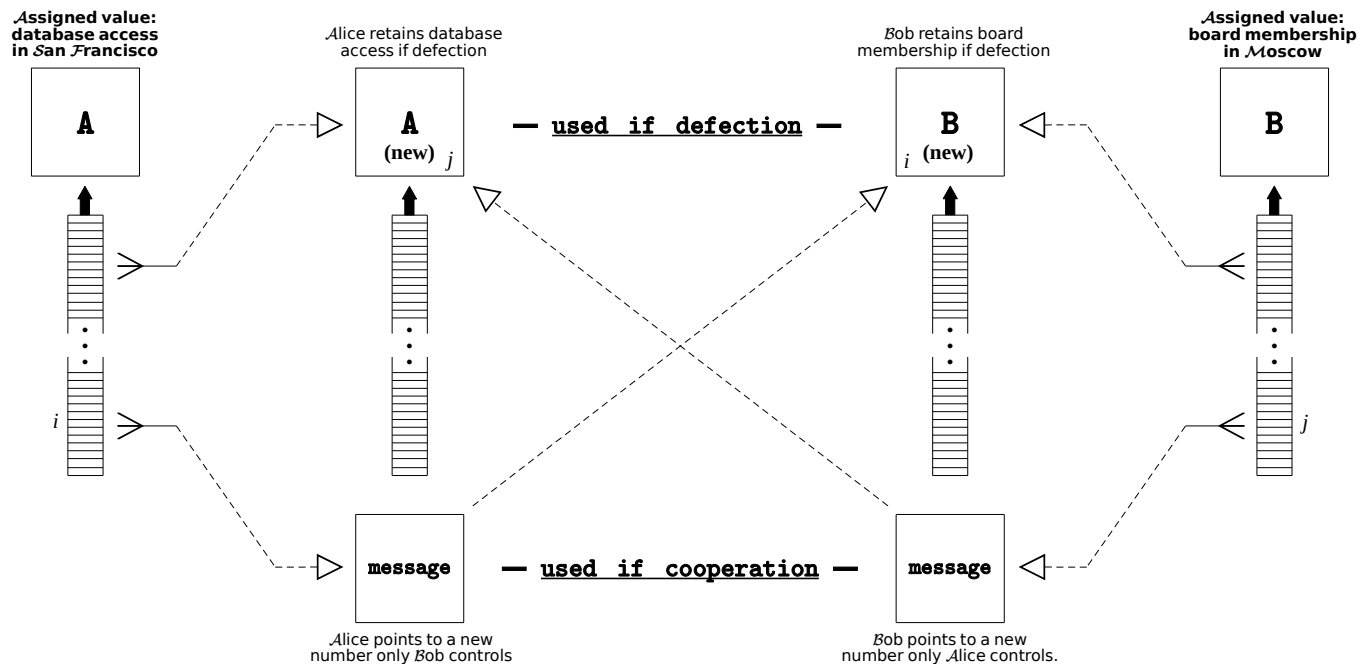 Assigned value:
database access
in San Francisco
A
i
Alice retains database
access if defection
A
(new)
j
used if defection
Bob retains board
membership if defection
B
i
(new)
Assigned value:
board membership
in Moscow
B
j
message
Alice points to a new
number only Bob controls
used if cooperation
message
Bob points to a new
number only Alice controls.